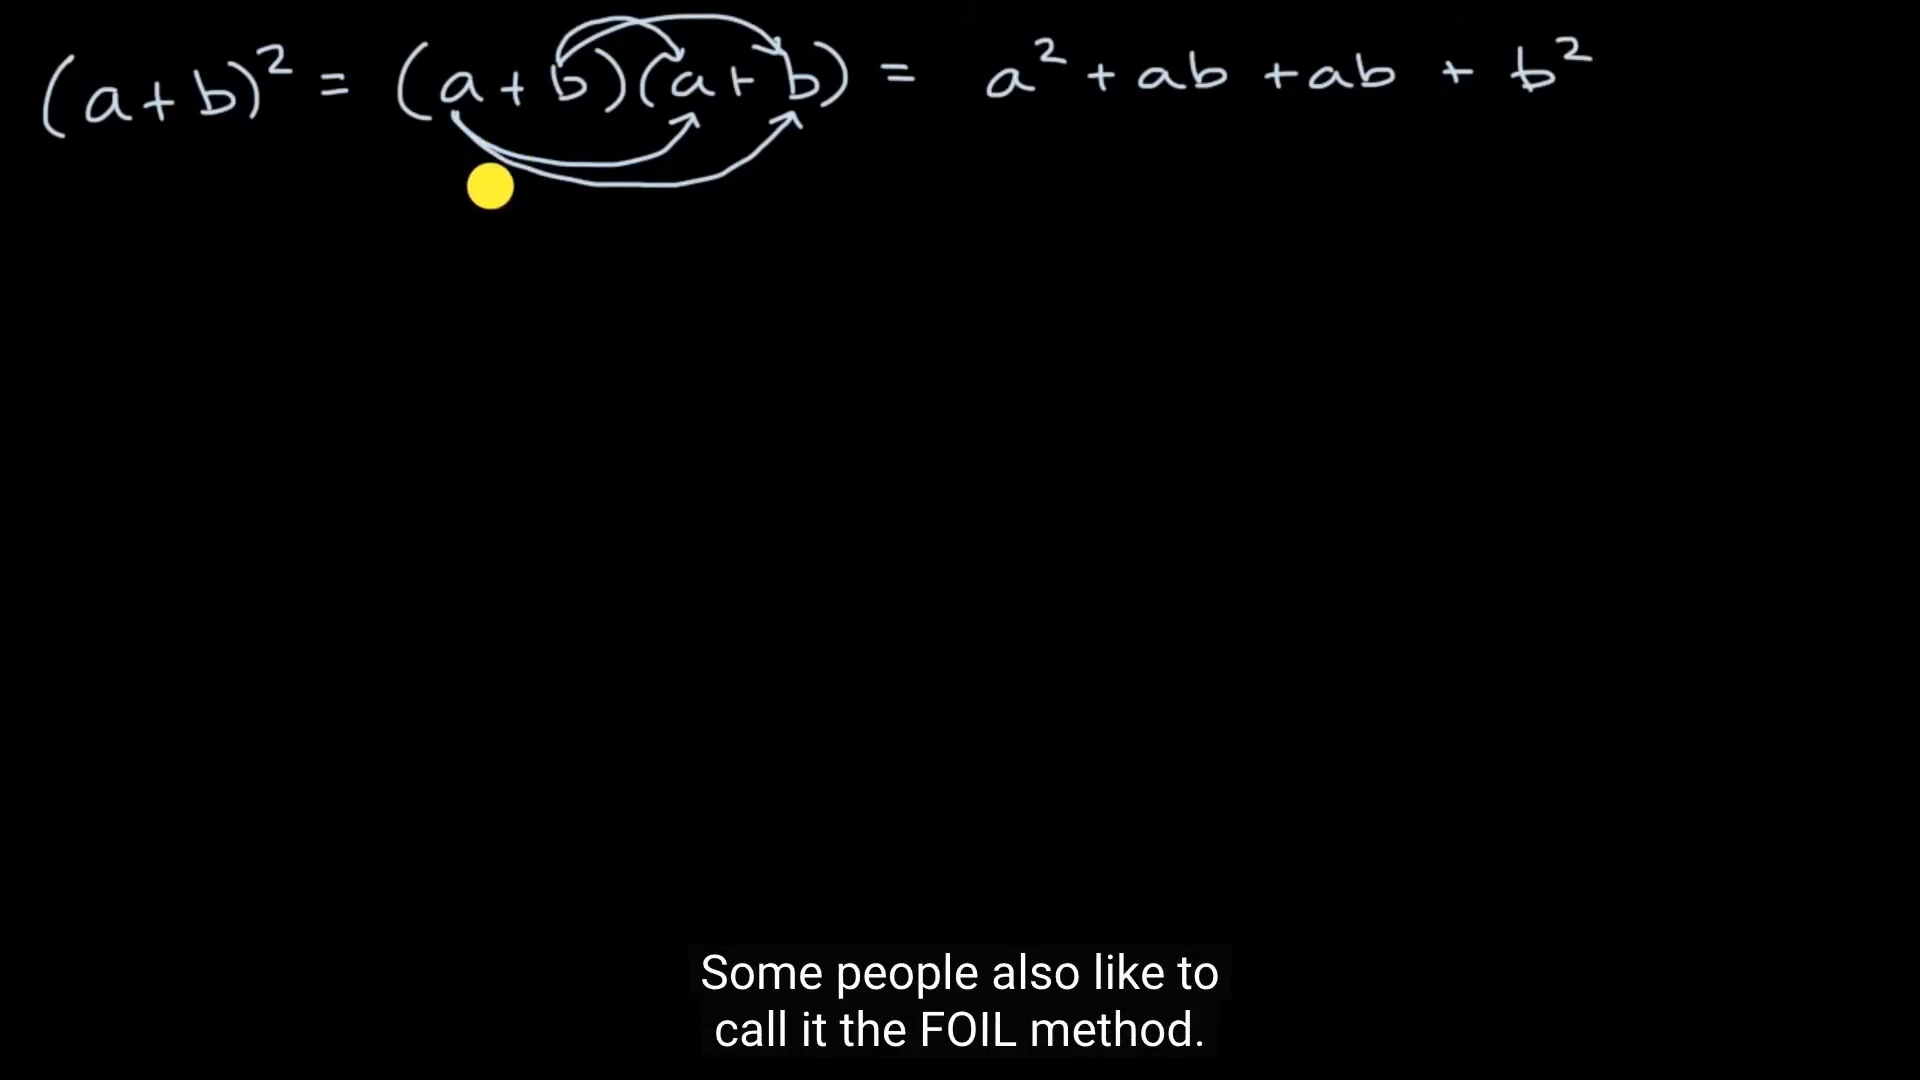 (a+b)² = (a+b)(a+b) = a² + ab + ab + b²
Some people also like to
call it the FOIL method.